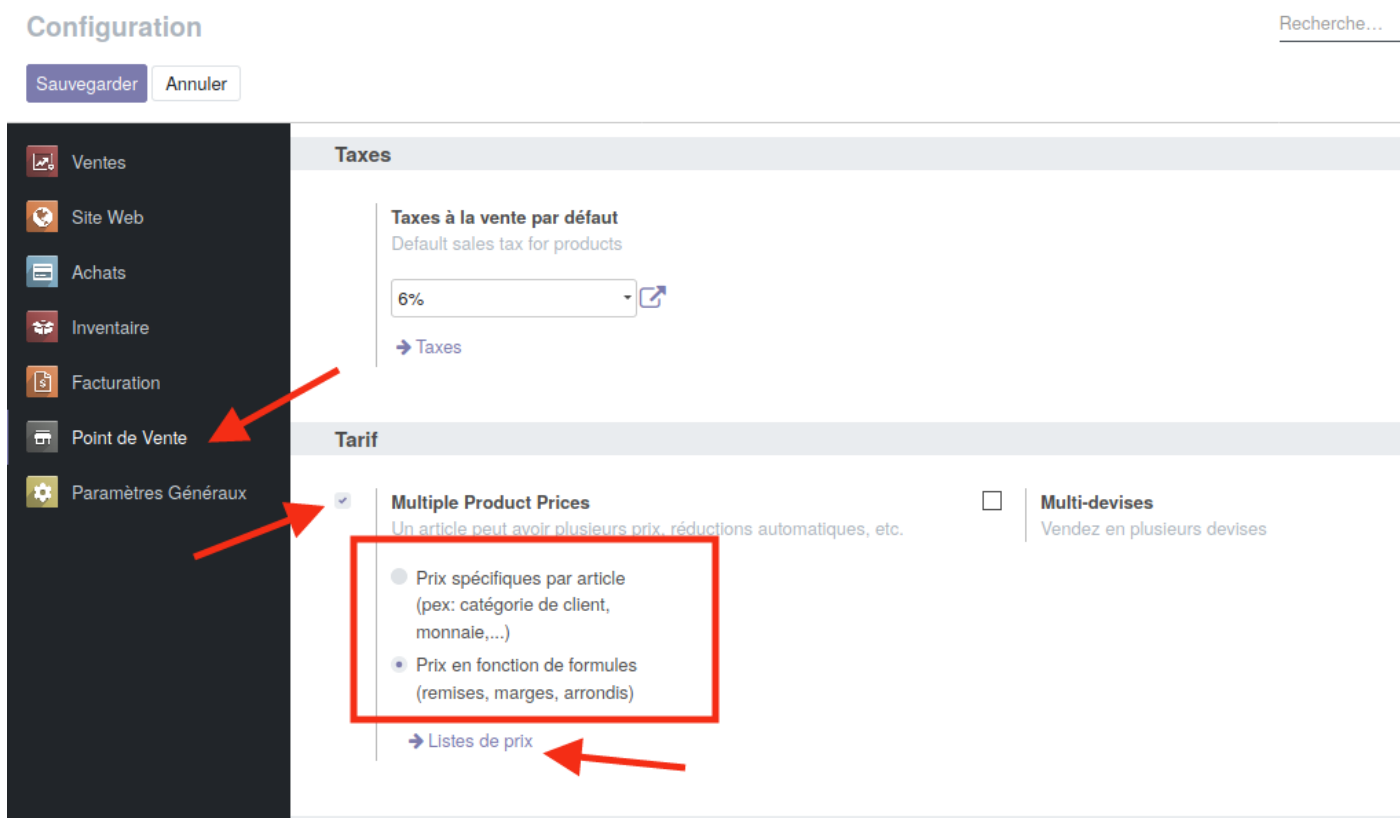 Configuration
Recherche...
Sauvegarder Annuler
Ventes
Site Web
Achats
Inventaire
Facturation
Point de Vente
Paramètres Généraux
Taxes
Taxes à la vente par défaut
Default sales tax for products
6%
Taxes
Tarif
Multiple Product Prices
Un article peut avoir plusieurs prix, réductions automatiques, etc.
Prix spécifiques par article
(pex: catégorie de client,
monnaie,...)
Prix en fonction de formules
(remises, marges, arrondis)
Listes de prix
Multi-devises
Vendez en plusieurs devises